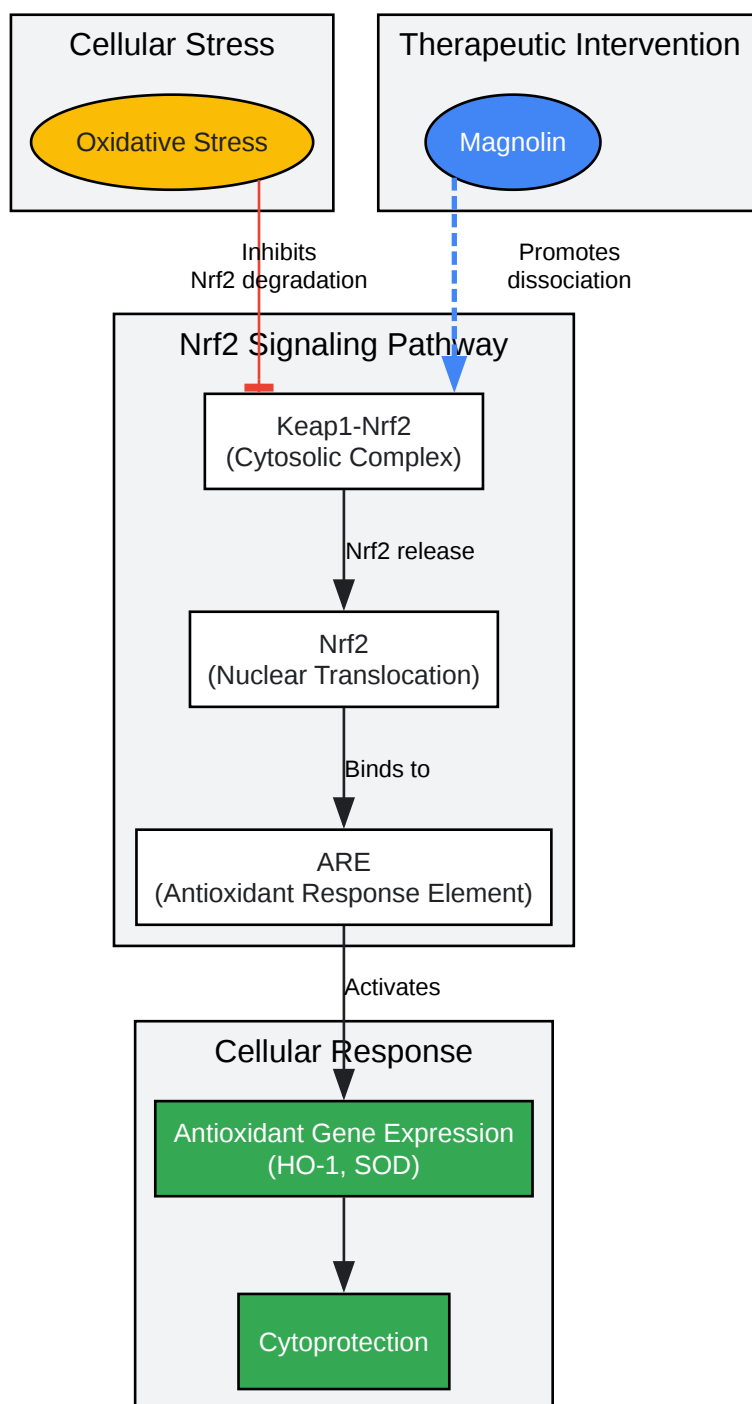 Cellular Stress
Therapeutic Intervention
Oxidative Stress
Magnolin
Inhibits
Nrf2 degradation
Promotes
dissociation
Nrf2 Signaling Pathway
Keap1-Nrf2
(Cytosolic Complex)
Nrf2 release
Nrf2
(Nuclear Translocation)
Binds to
ARE
(Antioxidant Response Element)
Activates
Cellular Response
Antioxidant Gene Expression
(HO-1, SOD)
Cytoprotection